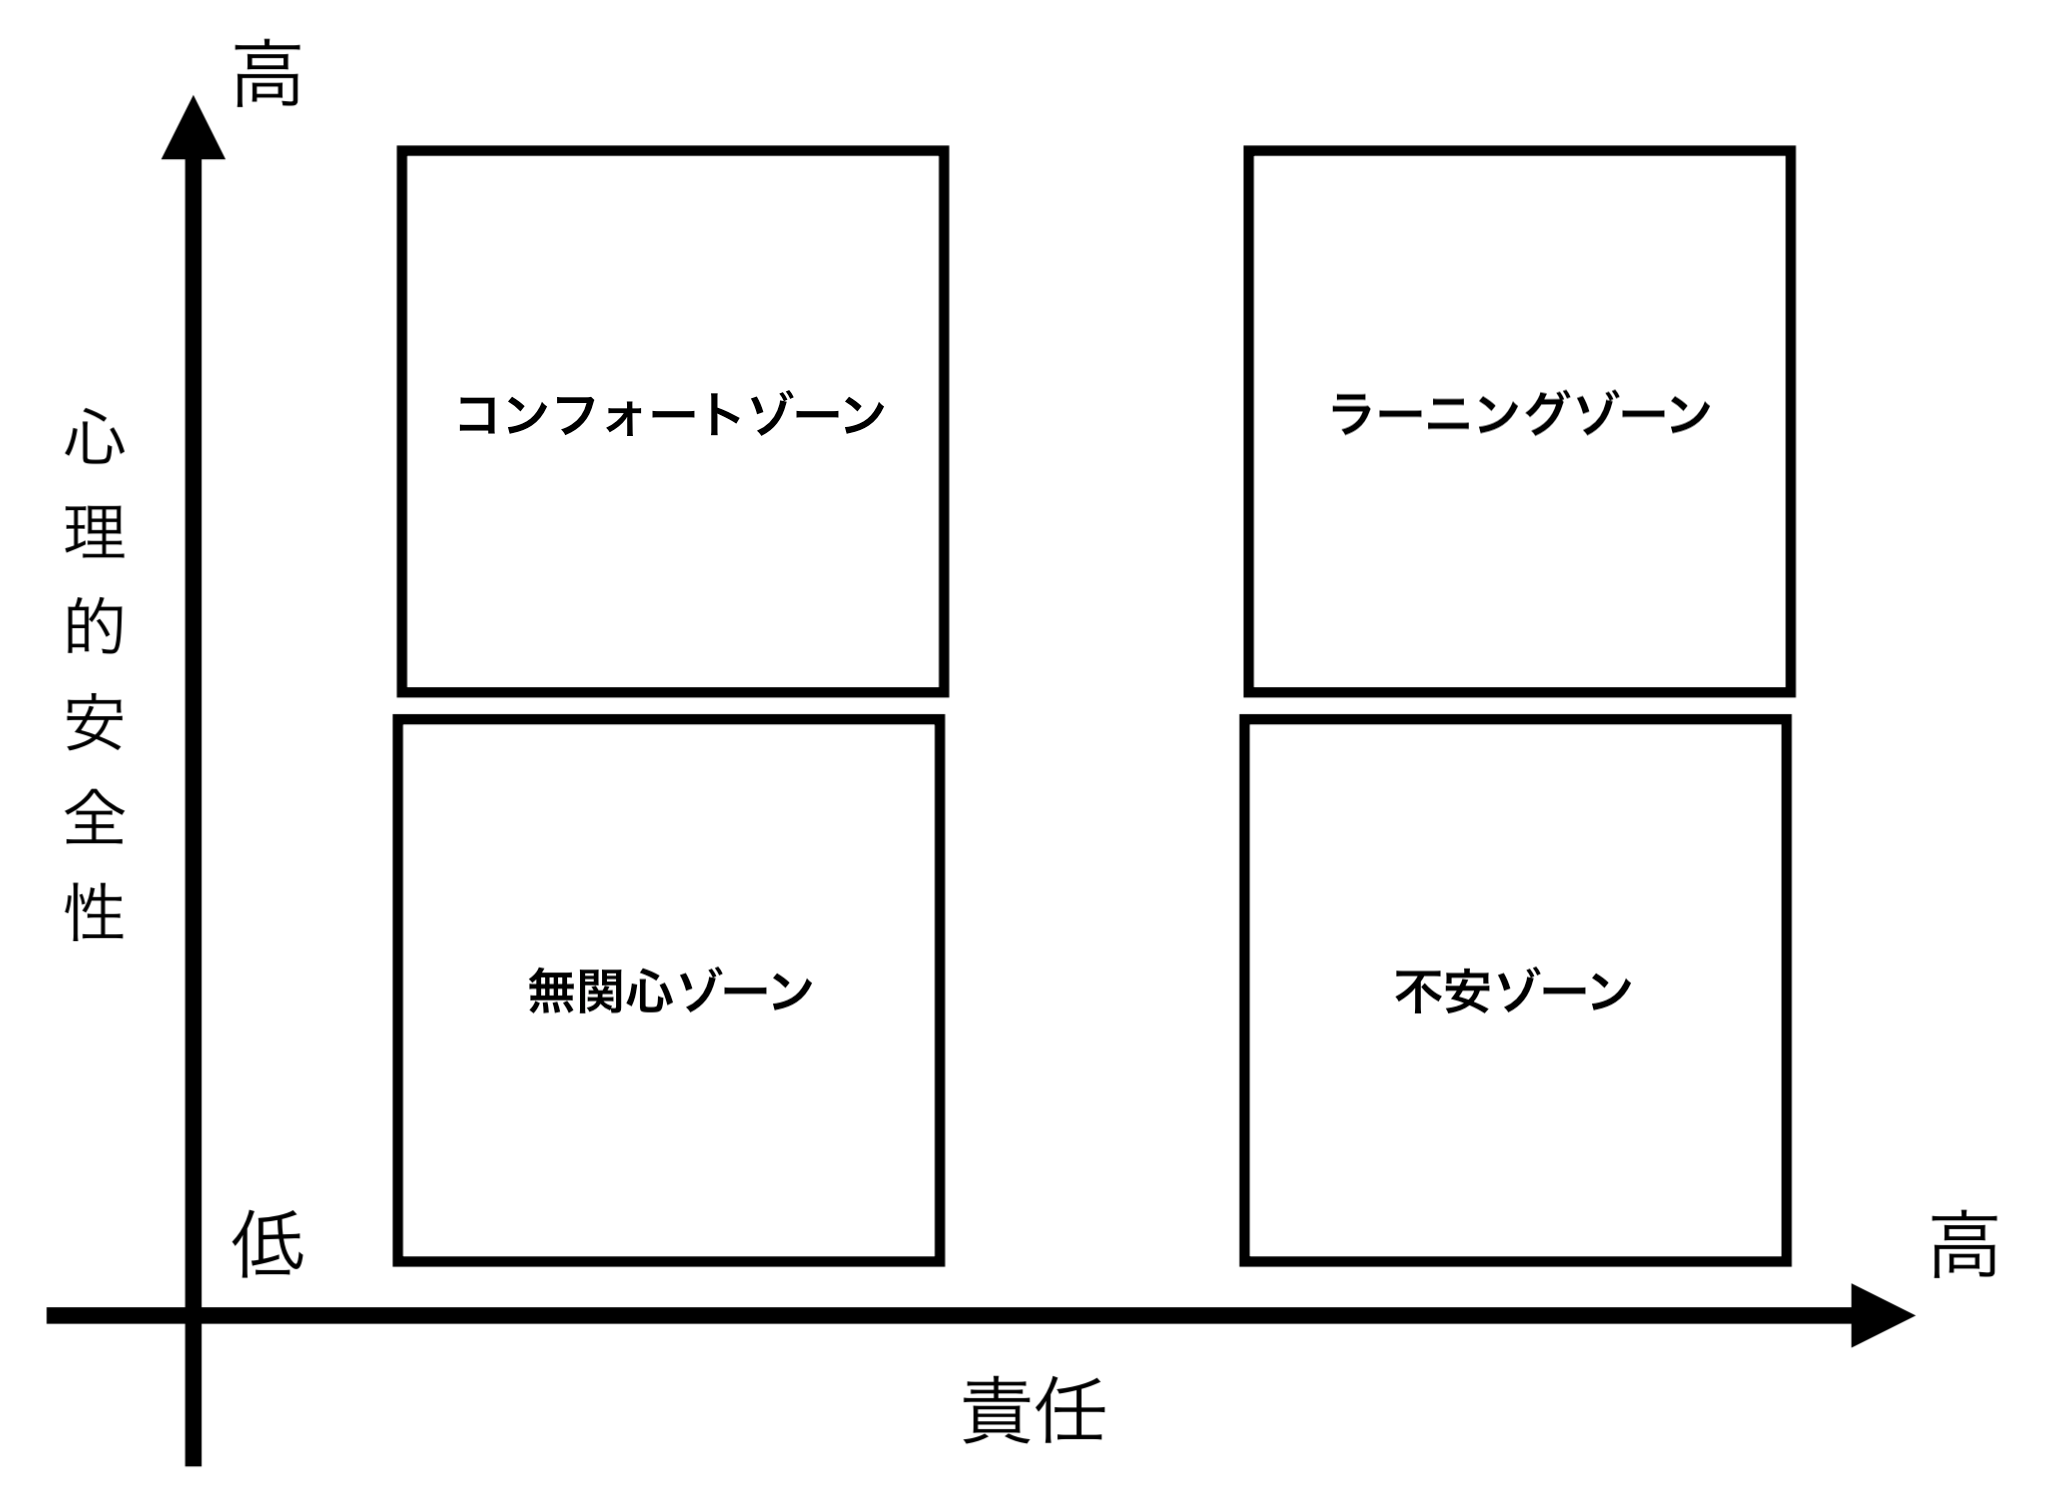 高
コンフォートゾーン
ラーニングゾーン
心理的安全性
無関心ゾーン
不安ゾーン
低
高
責任